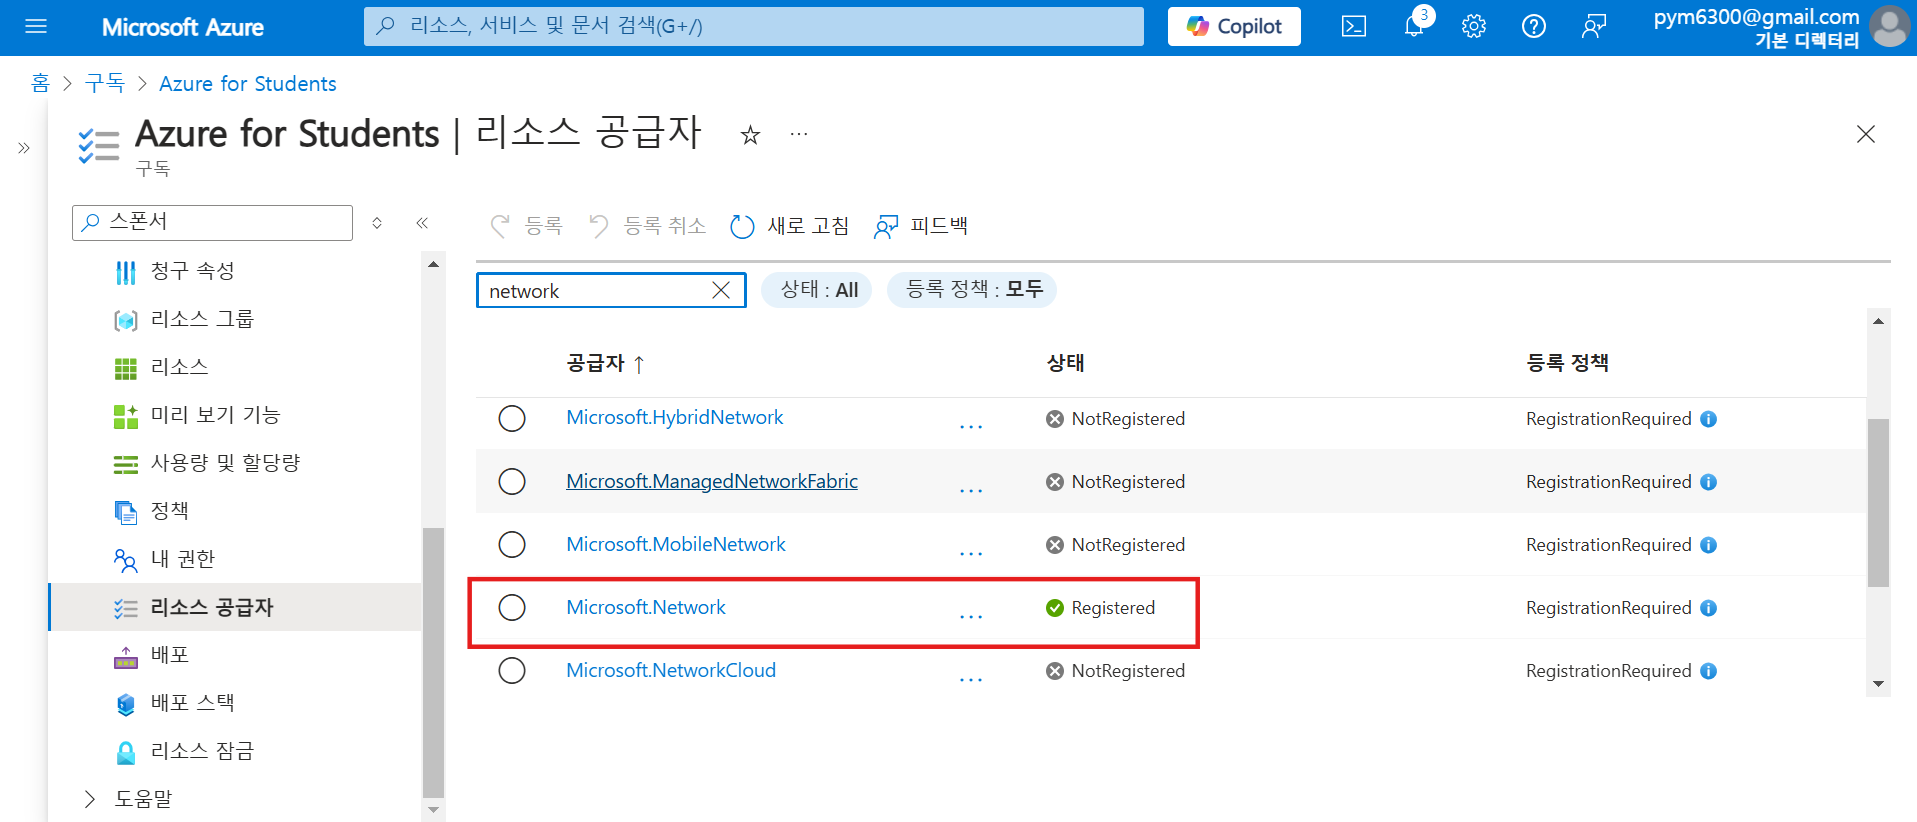 Microsoft Azure
리소스, 서비스 및 문서 검색(G+/)
Copilot
3
pym6300@gmail.com
기본 디렉터리
홈 > 구독 > Azure for Students
Azure for Students | 리소스 공급자
구독
스폰서
청구 속성
리소스 그룹
리소스
미리 보기 기능
사용량 및 할당량
정책
내 권한
리소스 공급자
배포
배포 스택
리소스 잠금
도움말
등록 등록 취소 새로 고침 피드백
network 상태 : All 등록 정책 : 모두
공급자 ↑ 상태 등록 정책
Microsoft.HybridNetwork ... NotRegistered RegistrationRequired
Microsoft.ManagedNetworkFabric ... NotRegistered RegistrationRequired
Microsoft.MobileNetwork ... NotRegistered RegistrationRequired
Microsoft.Network ... Registered RegistrationRequired
Microsoft.NetworkCloud ... NotRegistered RegistrationRequired